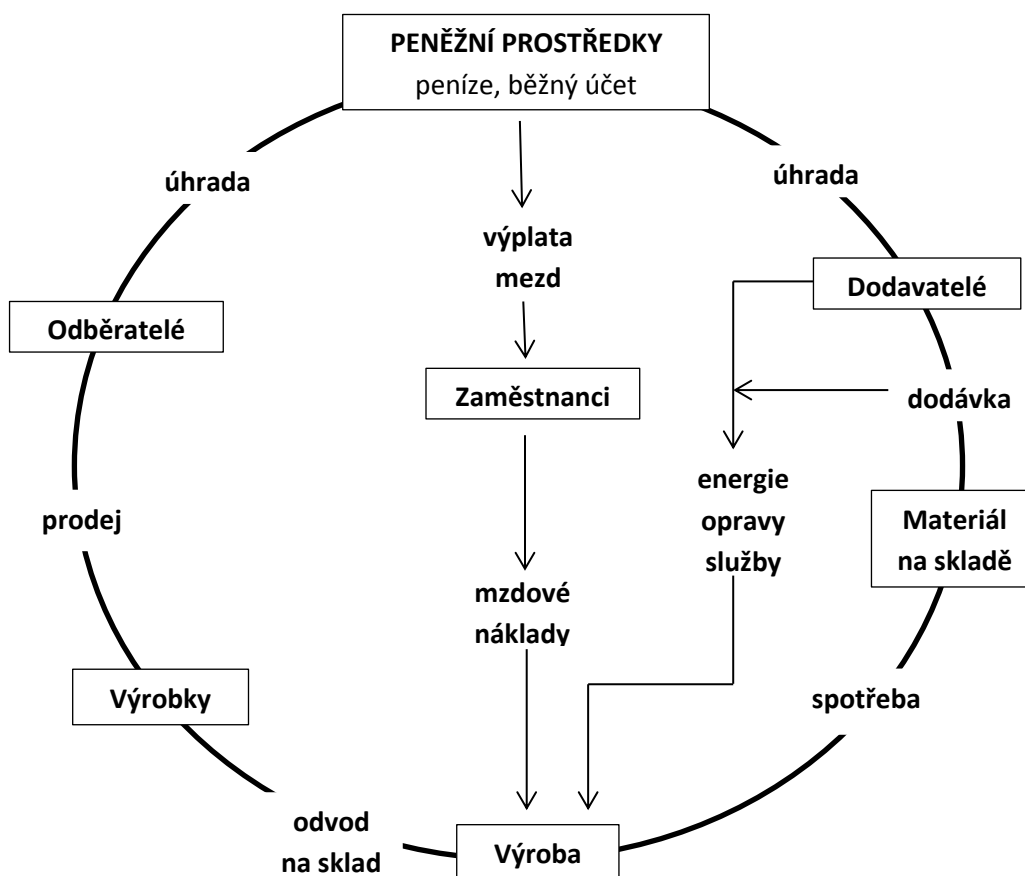 PENĚŽNÍ PROSTŘEDKY
peníze, běžný účet
úhrada
úhrada
výplata
mezd
Dodavatelé
Odběratelé
Zaměstnanci
dodávka
energie
opravy
služby
prodej
Materiál
na skladě
mzdové
náklady
Výrobky
spotřeba
odvod
na sklad
Výroba